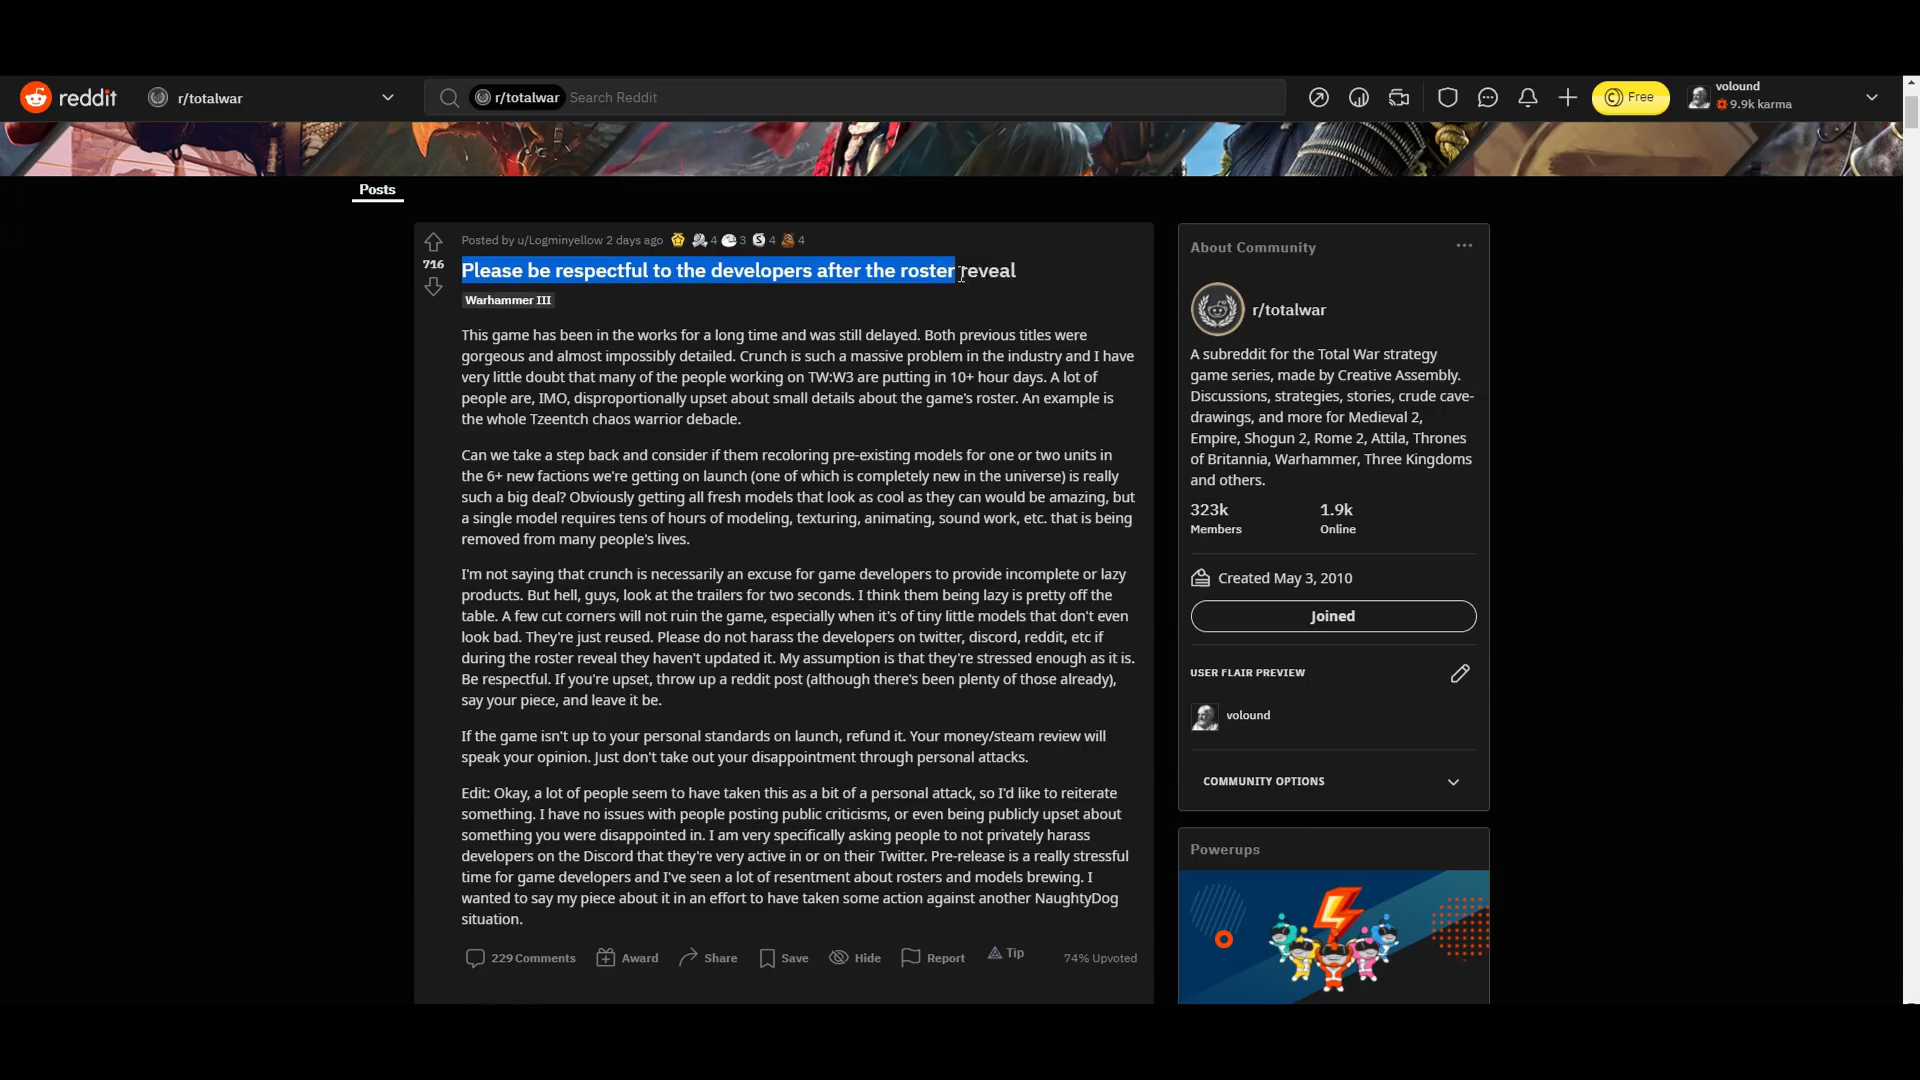 reddit
r/totalwar
r/totalwar Search Reddit
Free
volound
9.9k karma
Posts
716
Posted by u/Logminyellow 2 days ago 4 3 4 4
Please be respectful to the developers after the roster reveal
Warhammer III
This game has been in the works for a long time and was still delayed. Both previous titles were
gorgeous and almost impossibly detailed. Crunch is such a massive problem in the industry and I have
very little doubt that many of the people working on TW:W3 are putting in 10+ hour days. A lot of
people are, IMO, disproportionally upset about small details about the game's roster. An example is
the whole Tzeentch chaos warrior debacle.
Can we take a step back and consider if them recoloring pre-existing models for one or two units in
the 6+ new factions we're getting on launch (one of which is completely new in the universe) is really
such a big deal? Obviously getting all fresh models that look as cool as they can would be amazing, but
a single model requires tens of hours of modeling, texturing, animating, sound work, etc. that is being
removed from many people's lives.
I'm not saying that crunch is necessarily an excuse for game developers to provide incomplete or lazy
products. But hell, guys, look at the trailers for two seconds. I think them being lazy is pretty off the
table. A few cut corners will not ruin the game, especially when it's of tiny little models that don't even
look bad. They're just reused. Please do not harass the developers on twitter, discord, reddit, etc if
during the roster reveal they haven't updated it. My assumption is that they're stressed enough as it is.
Be respectful. If you're upset, throw up a reddit post (although there's been plenty of those already),
say your piece, and leave it be.
If the game isn't up to your personal standards on launch, refund it. Your money/steam review will
speak your opinion. Just don't take out your disappointment through personal attacks.
Edit: Okay, a lot of people seem to have taken this as a bit of a personal attack, so I'd like to reiterate
something. I have no issues with people posting public criticisms, or even being publicly upset about
something you were disappointed in. I am very specifically asking people to not privately harass
developers on the Discord that they're very active in or on their Twitter. Pre-release is a really stressful
time for game developers and I've seen a lot of resentment about rosters and models brewing. I
wanted to say my piece about it in an effort to have taken some action against another NaughtyDog
situation.
229 Comments Award Share Save Hide Report Tip 74% Upvoted
About Community
r/totalwar
A subreddit for the Total War strategy
game series, made by Creative Assembly.
Discussions, strategies, stories, crude cave-
drawings, and more for Medieval 2,
Empire, Shogun 2, Rome 2, Attila, Thrones
of Britannia, Warhammer, Three Kingdoms
and others.
323k 1.9k
Members Online
Created May 3, 2010
Joined
USER FLAIR PREVIEW
volound
COMMUNITY OPTIONS
Powerups